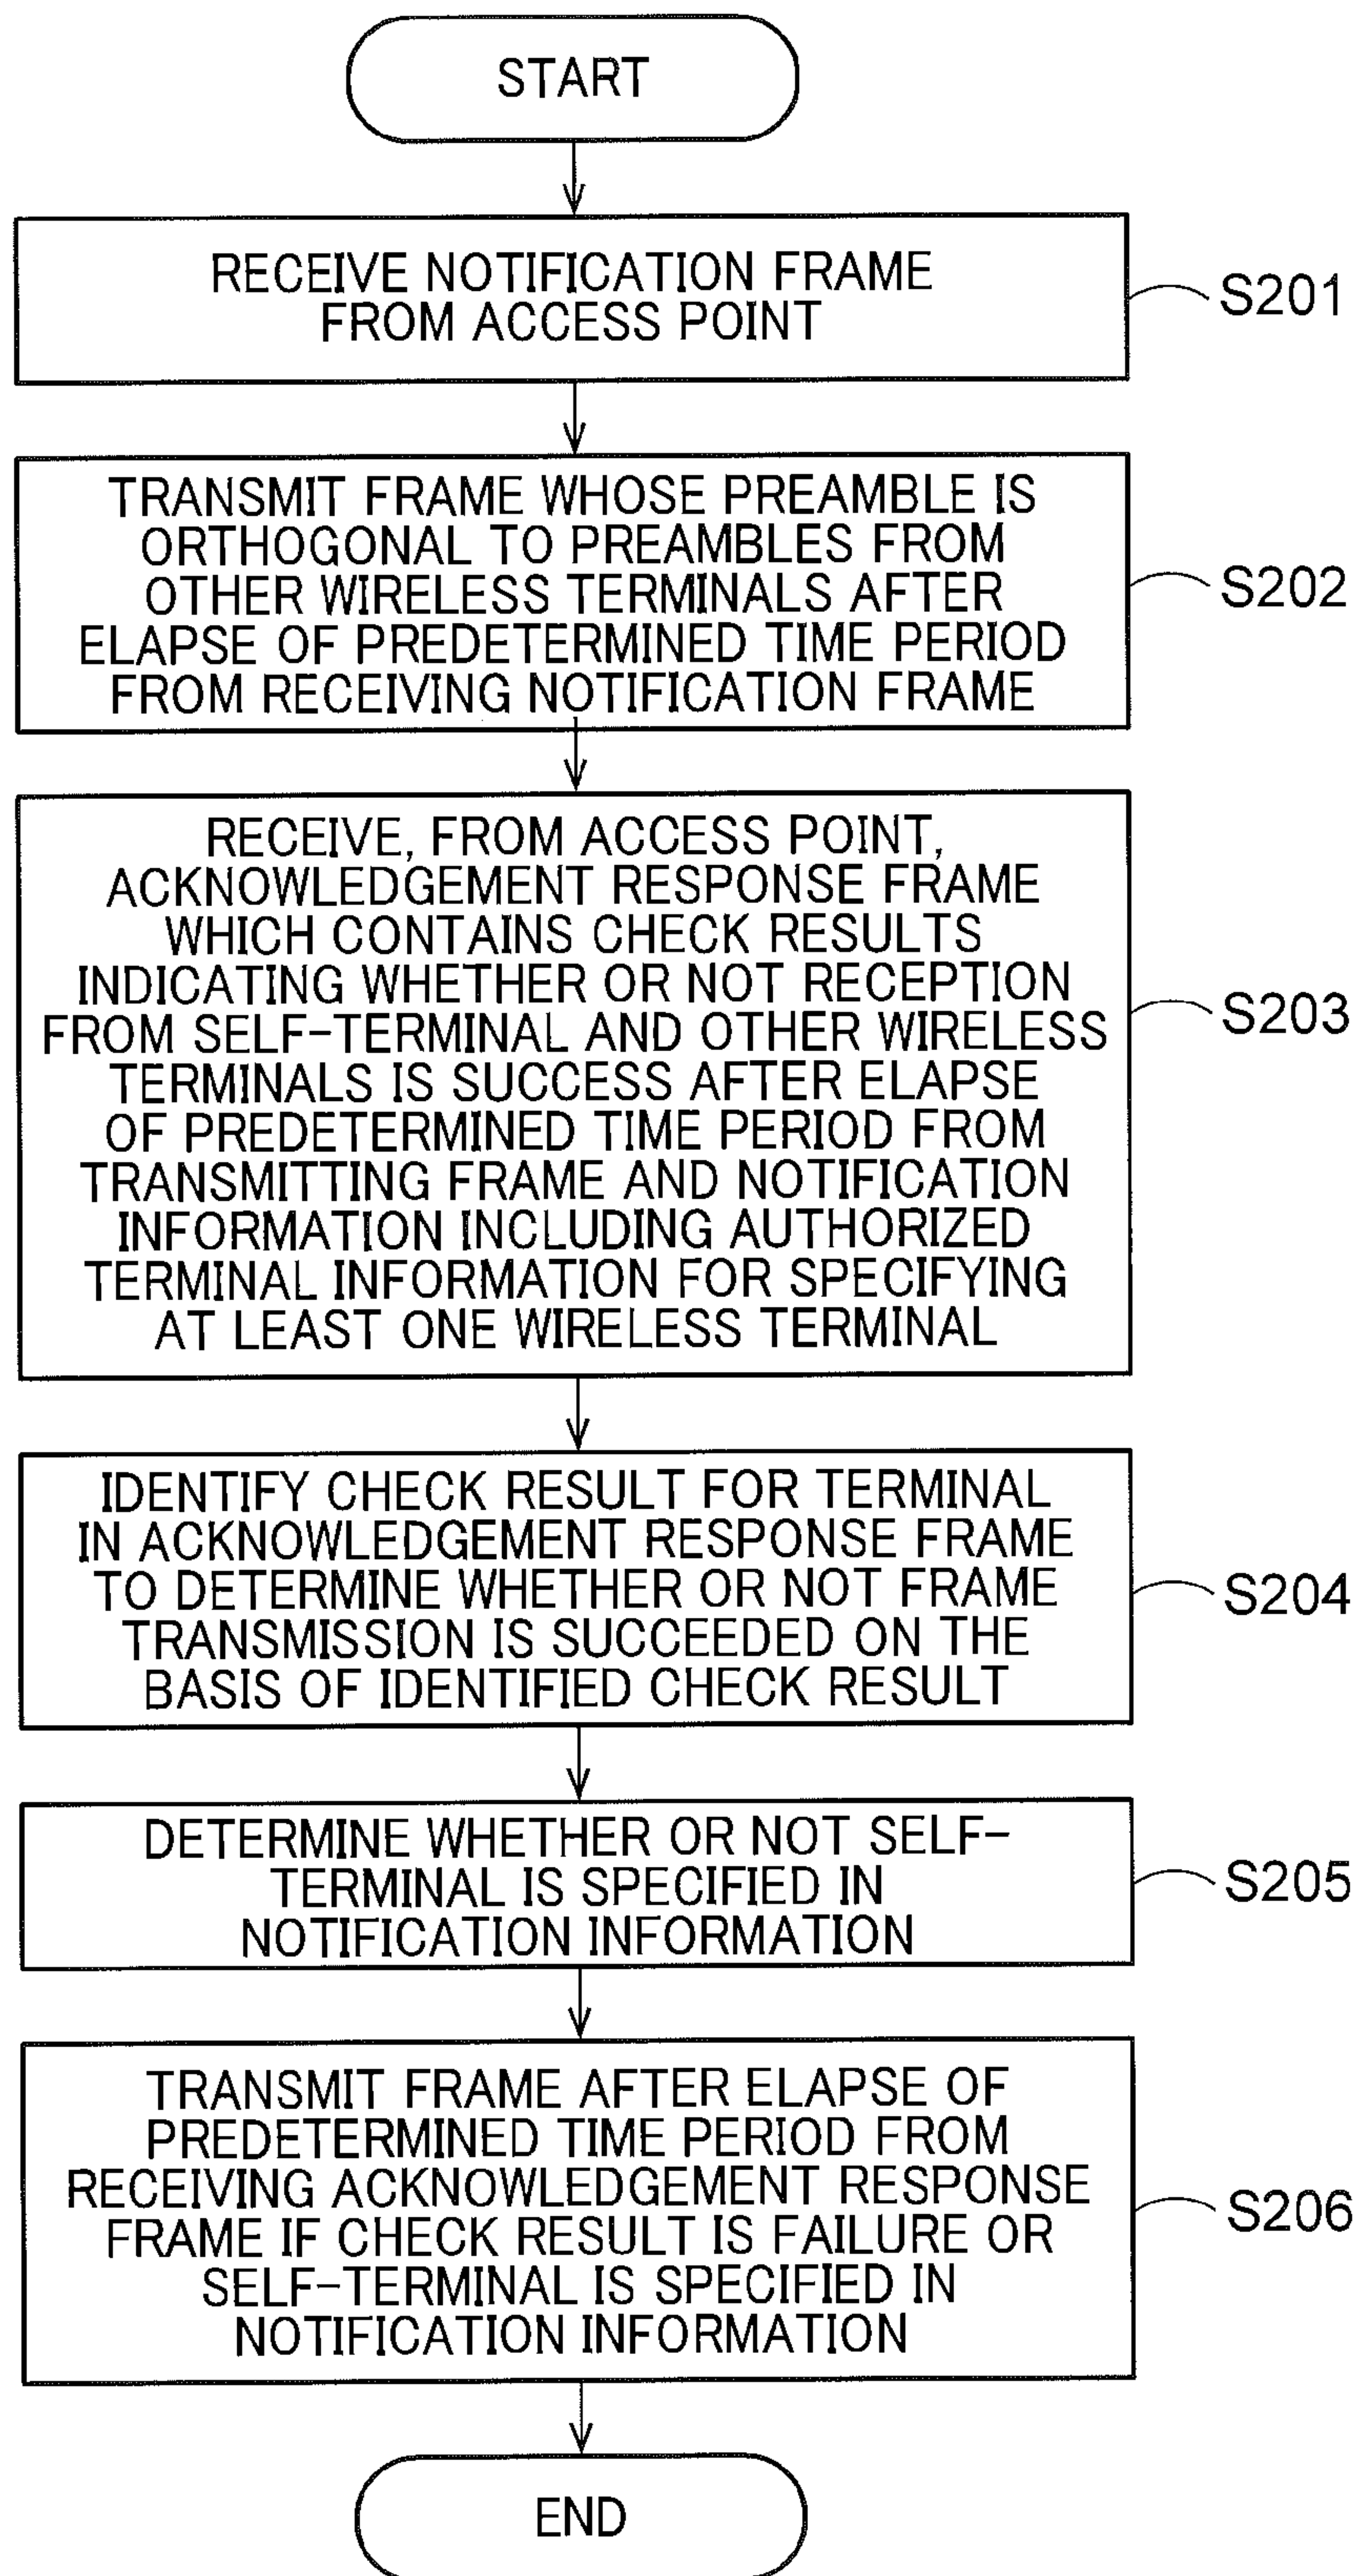 START
RECEIVE NOTIFICATION FRAME
FROM ACCESS POINT
S201
TRANSMIT FRAME WHOSE PREAMBLE IS
ORTHOGONAL TO PREAMBLES FROM
OTHER WIRELESS TERMINALS AFTER
ELAPSE OF PREDETERMINED TIME PERIOD
FROM RECEIVING NOTIFICATION FRAME
S202
RECEIVE, FROM ACCESS POINT,
ACKNOWLEDGEMENT RESPONSE FRAME
WHICH CONTAINS CHECK RESULTS
INDICATING WHETHER OR NOT RECEPTION
FROM SELF-TERMINAL AND OTHER WIRELESS
TERMINALS IS SUCCESS AFTER ELAPSE
OF PREDETERMINED TIME PERIOD FROM
TRANSMITTING FRAME AND NOTIFICATION
INFORMATION INCLUDING AUTHORIZED
TERMINAL INFORMATION FOR SPECIFYING
AT LEAST ONE WIRELESS TERMINAL
S203
IDENTIFY CHECK RESULT FOR TERMINAL
IN ACKNOWLEDGEMENT RESPONSE FRAME
TO DETERMINE WHETHER OR NOT FRAME
TRANSMISSION IS SUCCEEDED ON THE
BASIS OF IDENTIFIED CHECK RESULT
S204
DETERMINE WHETHER OR NOT SELF-
TERMINAL IS SPECIFIED IN
NOTIFICATION INFORMATION
S205
TRANSMIT FRAME AFTER ELAPSE OF
PREDETERMINED TIME PERIOD FROM
RECEIVING ACKNOWLEDGEMENT RESPONSE
FRAME IF CHECK RESULT IS FAILURE OR
SELF-TERMINAL IS SPECIFIED IN
NOTIFICATION INFORMATION
S206
END